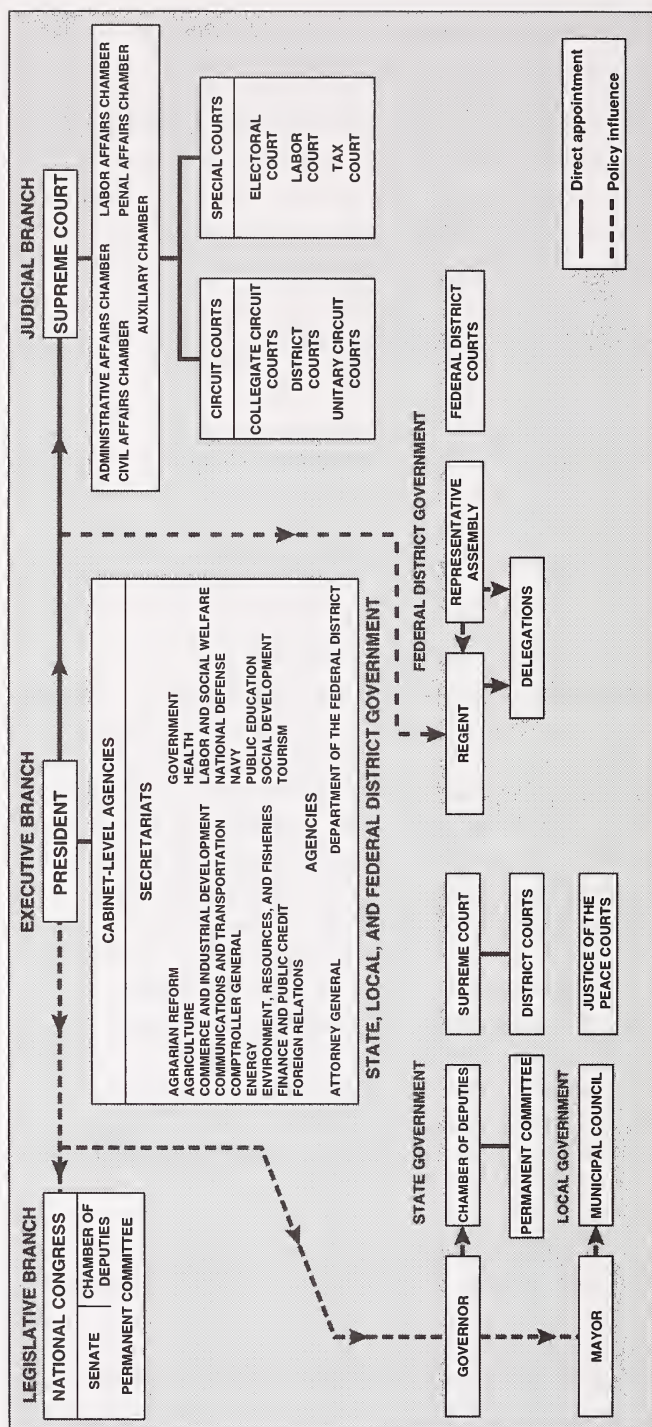 LEGISLATIVE BRANCH
NATIONAL CONGRESS
SENATE
CHAMBER OF
DEPUTIES
PERMANENT COMMITTEE
EXECUTIVE BRANCH
PRESIDENT
CABINET-LEVEL AGENCIES
SECRETARIATS
AGRARIAN REFORM
AGRICULTURE
COMMERCE AND INDUSTRIAL DEVELOPMENT
COMMUNICATIONS AND TRANSPORTATION
COMPTROLLER GENERAL
ENERGY
ENVIRONMENT, RESOURCES, AND FISHERIES
FINANCE AND PUBLIC CREDIT
FOREIGN RELATIONS
GOVERNMENT
HEALTH
LABOR AND SOCIAL WELFARE
NATIONAL DEFENSE
NAVY
PUBLIC EDUCATION
SOCIAL DEVELOPMENT
TOURISM
AGENCIES
ATTORNEY GENERAL
DEPARTMENT OF THE FEDERAL DISTRICT
JUDICIAL BRANCH
SUPREME COURT
ADMINISTRATIVE AFFAIRS CHAMBER
LABOR AFFAIRS CHAMBER
CIVIL AFFAIRS CHAMBER
PENAL AFFAIRS CHAMBER
AUXILIARY CHAMBER
CIRCUIT COURTS
COLLEGIATE CIRCUIT
COURTS
DISTRICT
COURTS
UNITARY CIRCUIT
COURTS
SPECIAL COURTS
ELECTORAL
COURT
LABOR
COURT
TAX
COURT
STATE, LOCAL, AND FEDERAL DISTRICT GOVERNMENT
STATE GOVERNMENT
GOVERNOR
CHAMBER OF DEPUTIES
SUPREME COURT
PERMANENT COMMITTEE
DISTRICT COURTS
LOCAL GOVERNMENT
MAYOR
MUNICIPAL COUNCIL
JUSTICE OF THE
PEACE COURTS
FEDERAL DISTRICT GOVERNMENT
REGENT
REPRESENTATIVE
ASSEMBLY
FEDERAL DISTRICT
COURTS
DELEGATIONS
Direct appointment
Policy influence